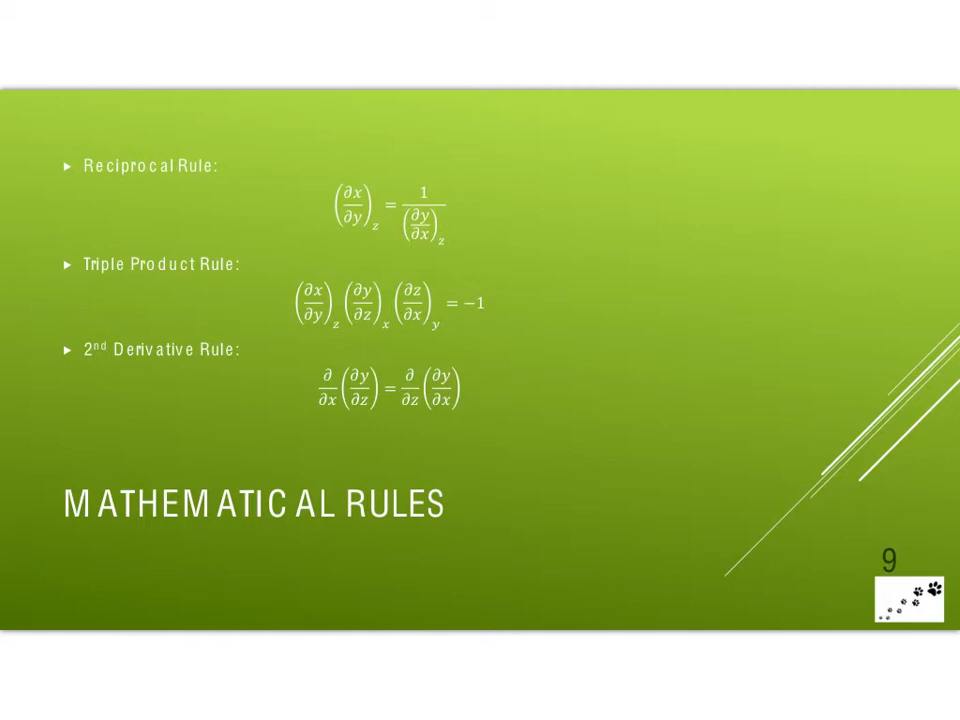 ▶ Reciprocal Rule:
(∂x/∂y)_z = 1/(∂y/∂x)_z
▶ Triple Product Rule:
(∂x/∂y)_z (∂y/∂z)_x (∂z/∂x)_y = −1
▶ 2nd Derivative Rule:
∂/∂x (∂y/∂z) = ∂/∂z (∂y/∂x)
MATHEMATICAL RULES
9